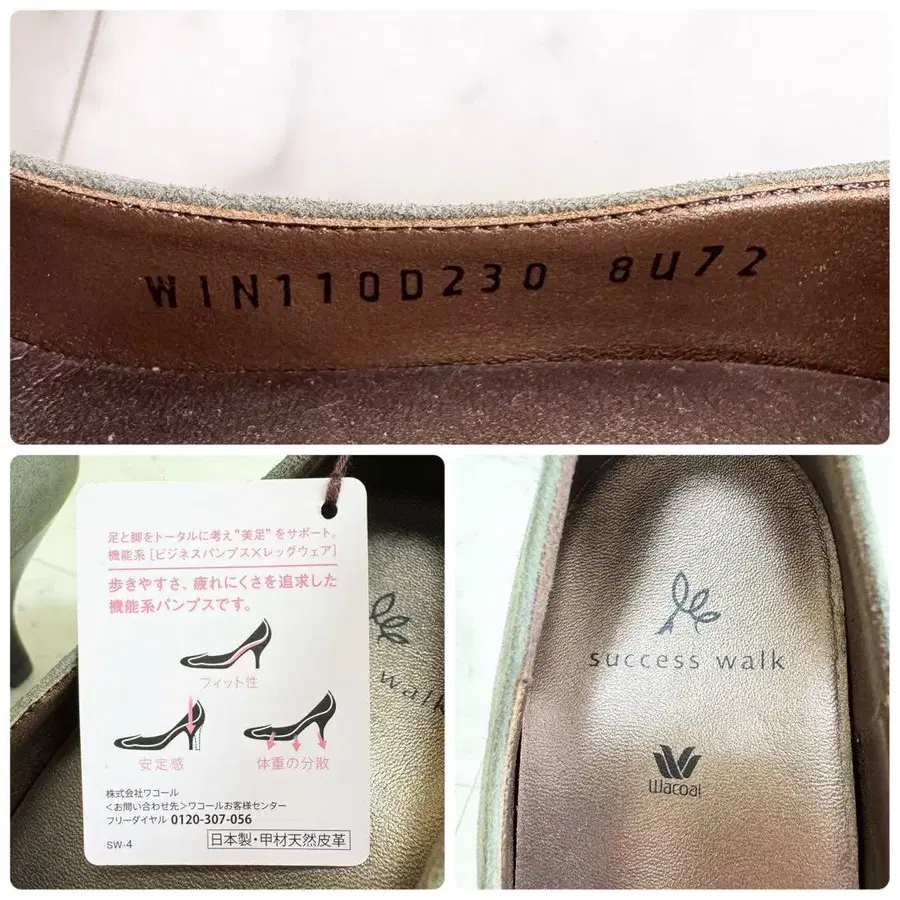 WIN110D230 8U72
足と脚をトータルに考え"美足"をサポート。
機能系[ビジネスパンプス×レッグウェア]
歩きやすさ、疲れにくさを追求した
機能系パンプスです。
フィット性
安定感
体重の分散
株式会社ワコール
<お問い合わせ先>ワコールお客様センター
フリーダイヤル 0120-307-056
SW-4
日本製・甲材天然皮革
walk
success walk
Wacoal